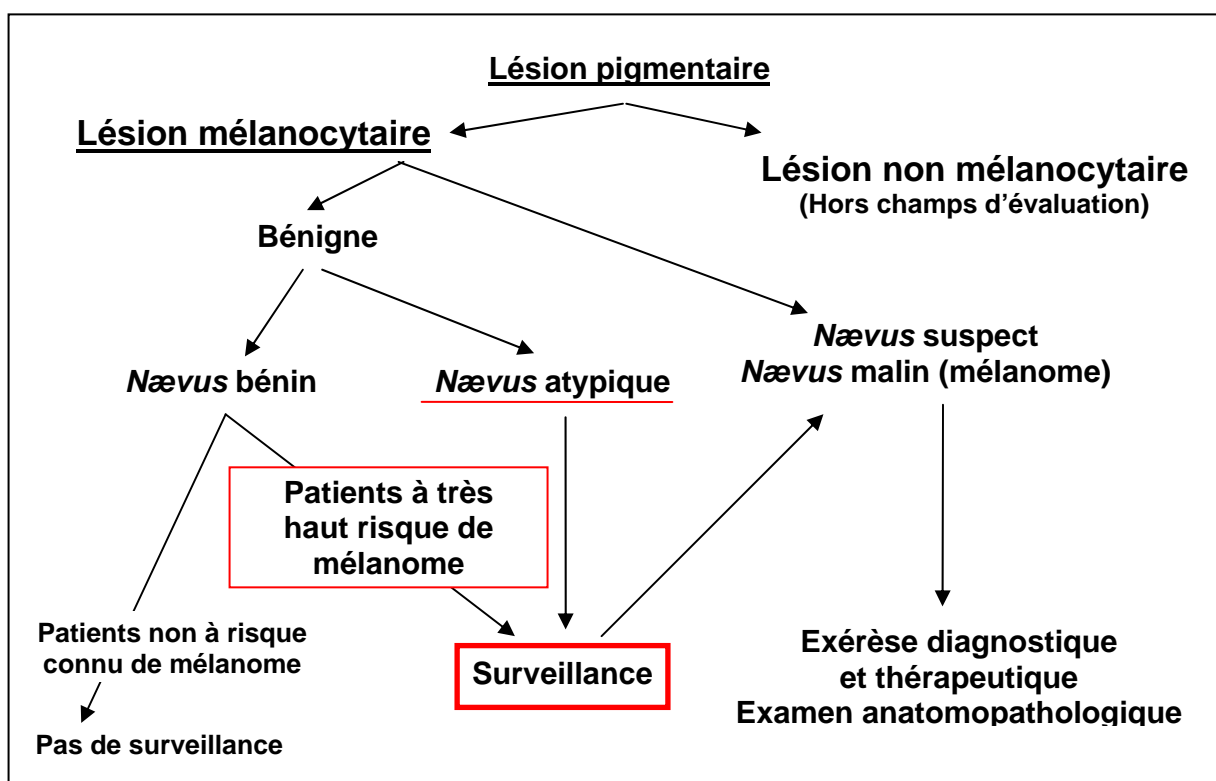 Lésion pigmentaire
Lésion mélanocytaire
Lésion non mélanocytaire
(Hors champs d’évaluation)
Bénigne
Nævus suspect
Nævus malin (mélanome)
Nævus bénin
Nævus atypique
Patients à très
haut risque de
mélanome
Patients non à risque
connu de mélanome
Surveillance
Exérèse diagnostique
et thérapeutique
Examen anatomopathologique
Pas de surveillance